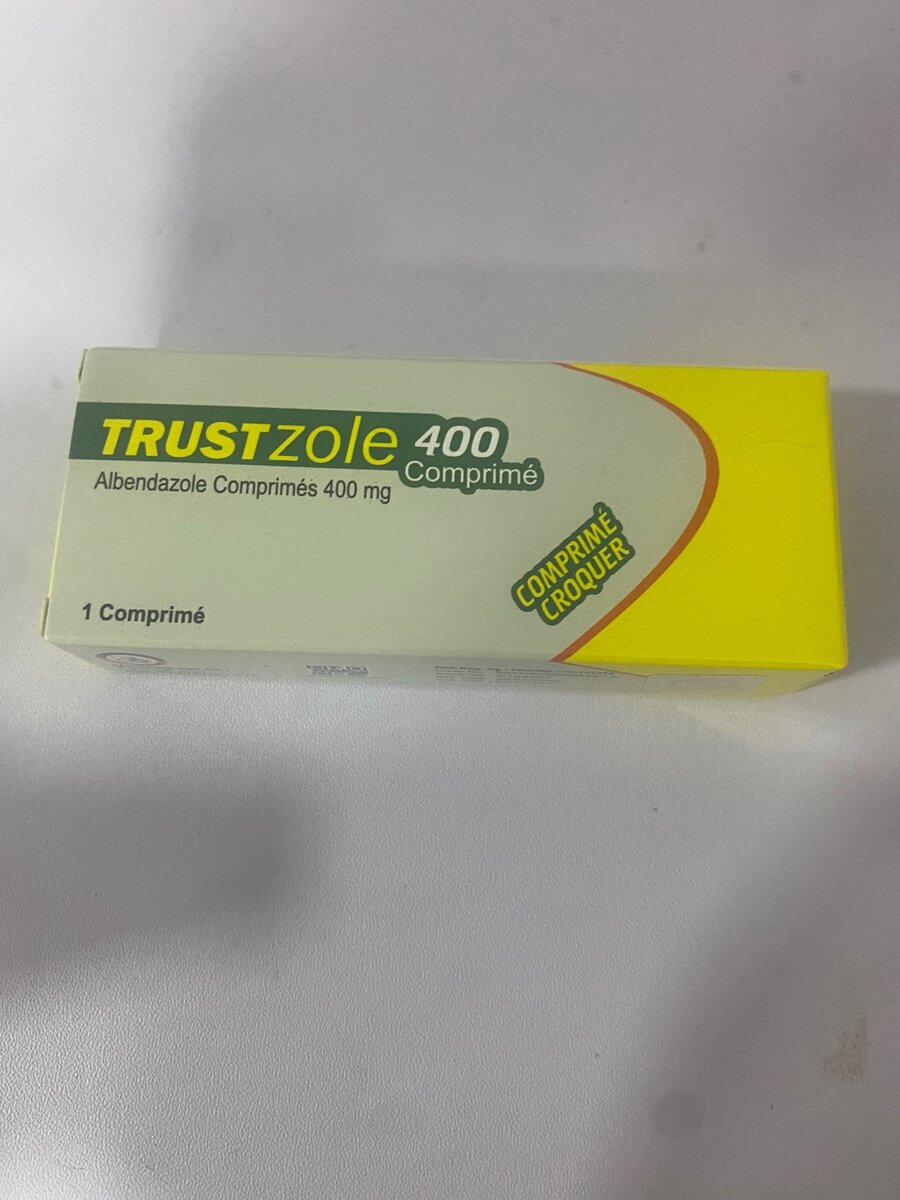 TRUSTzole 400
Comprimé
Albendazole Comprimés 400 mg
COMPRIMÉ
CROQUER
1 Comprimé